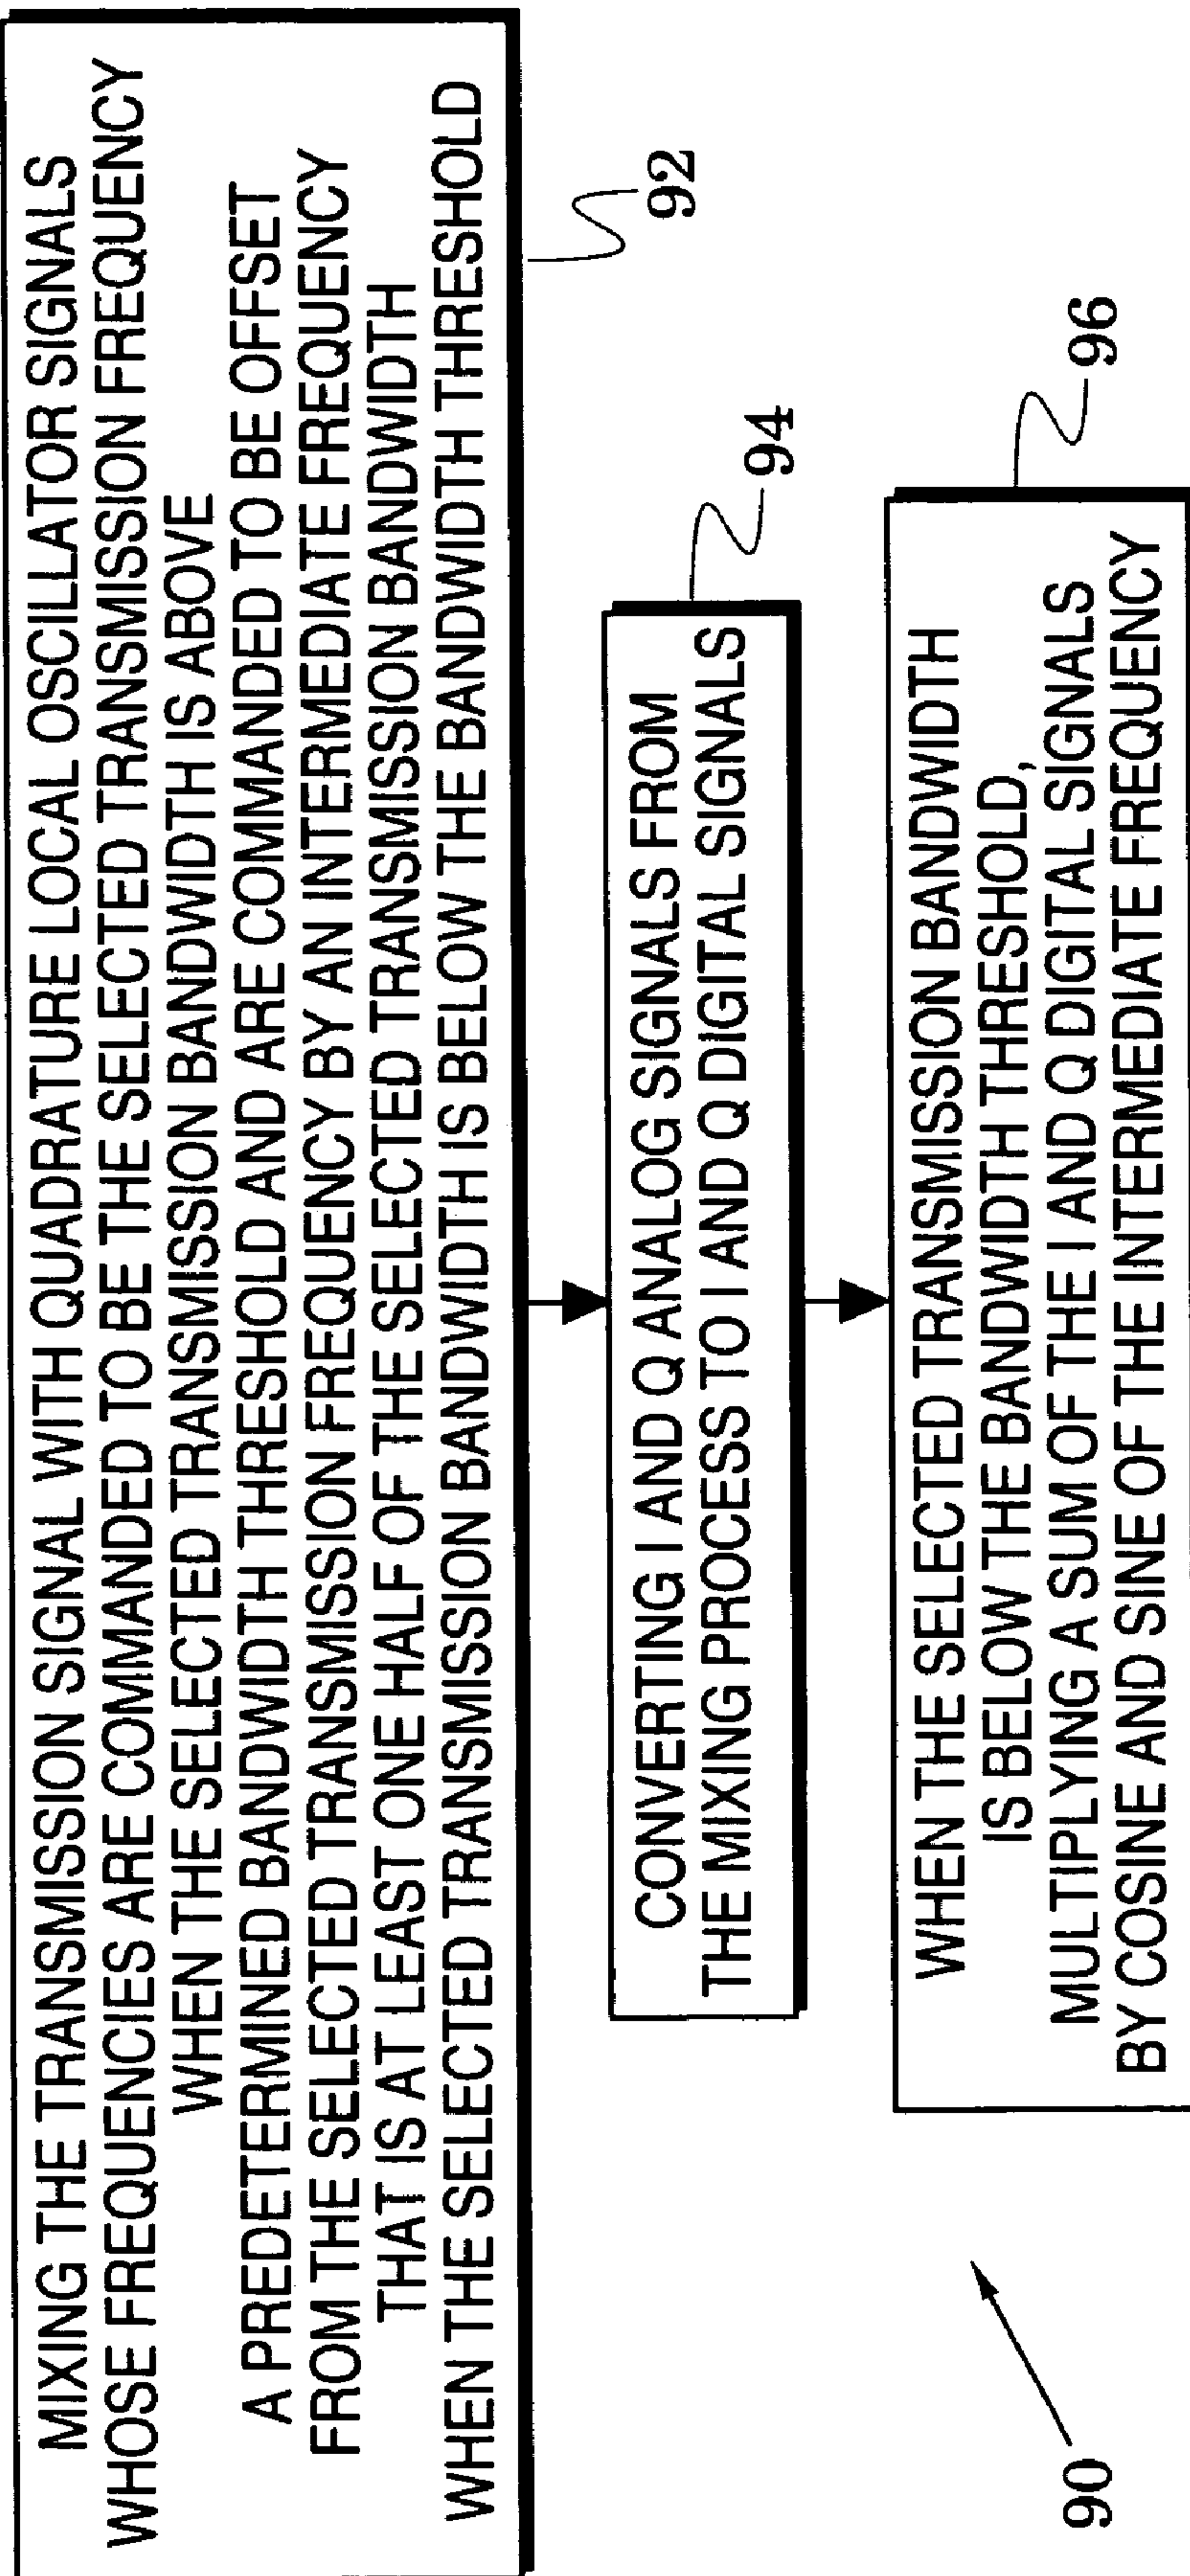 MIXING THE TRANSMISSION SIGNAL WITH QUADRATURE LOCAL OSCILLATOR SIGNALS
WHOSE FREQUENCIES ARE COMMANDED TO BE THE SELECTED TRANSMISSION FREQUENCY
WHEN THE SELECTED TRANSMISSION BANDWIDTH IS ABOVE
A PREDETERMINED BANDWIDTH THRESHOLD AND ARE COMMANDED TO BE OFFSET
FROM THE SELECTED TRANSMISSION FREQUENCY BY AN INTERMEDIATE FREQUENCY
THAT IS AT LEAST ONE HALF OF THE SELECTED TRANSMISSION BANDWIDTH
WHEN THE SELECTED TRANSMISSION BANDWIDTH IS BELOW THE BANDWIDTH THRESHOLD
92
CONVERTING I AND Q ANALOG SIGNALS FROM
THE MIXING PROCESS TO I AND Q DIGITAL SIGNALS
94
WHEN THE SELECTED TRANSMISSION BANDWIDTH
IS BELOW THE BANDWIDTH THRESHOLD,
MULTIPLYING A SUM OF THE I AND Q DIGITAL SIGNALS
BY COSINE AND SINE OF THE INTERMEDIATE FREQUENCY
96
90